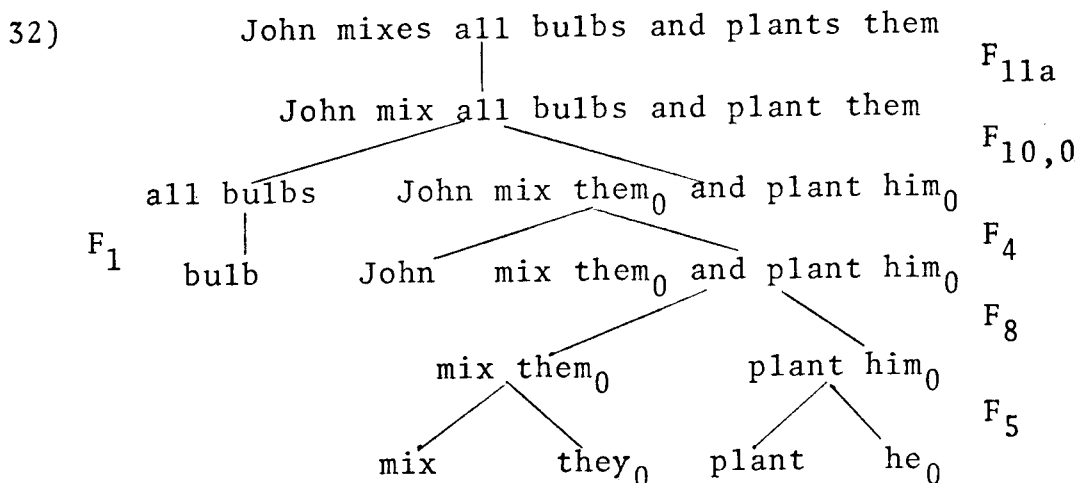 32) John mixes all bulbs and plants them
F11a
John mix all bulbs and plant them
F10,0
all bulbs John mix them0 and plant him0
F1 F4
bulb John mix them0 and plant him0
F8
mix them0 plant him0
F5
mix they0 plant he0